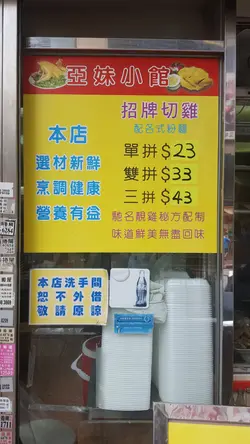 亞妹小館
招牌切雞
配各式粉麵
本店
選材新鮮
烹調健康
營養有益
單拼$23
雙拼$33
三拼$43
馳名靚雞秘方配制
味道鮮美無盡回味
本店洗手間
恕不外借
敬請原諒